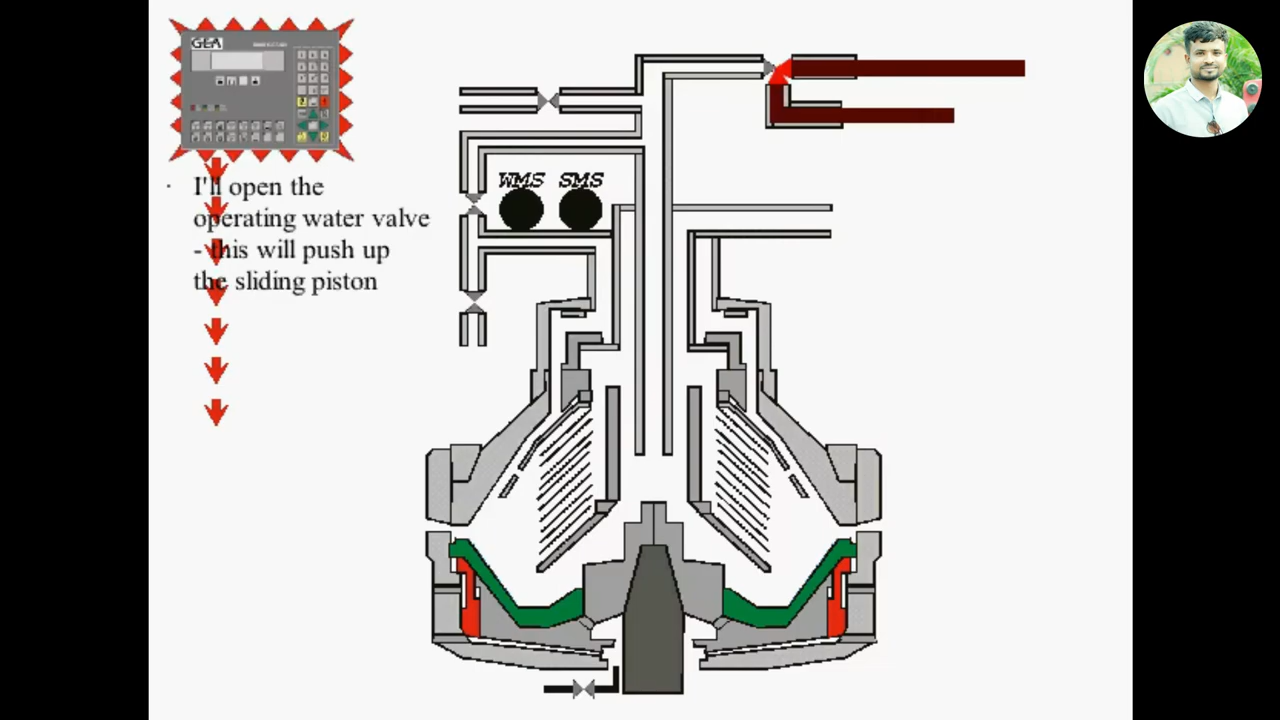 GEA
· I'll open the
operating water valve
- this will push up
the sliding piston
WMS SMS